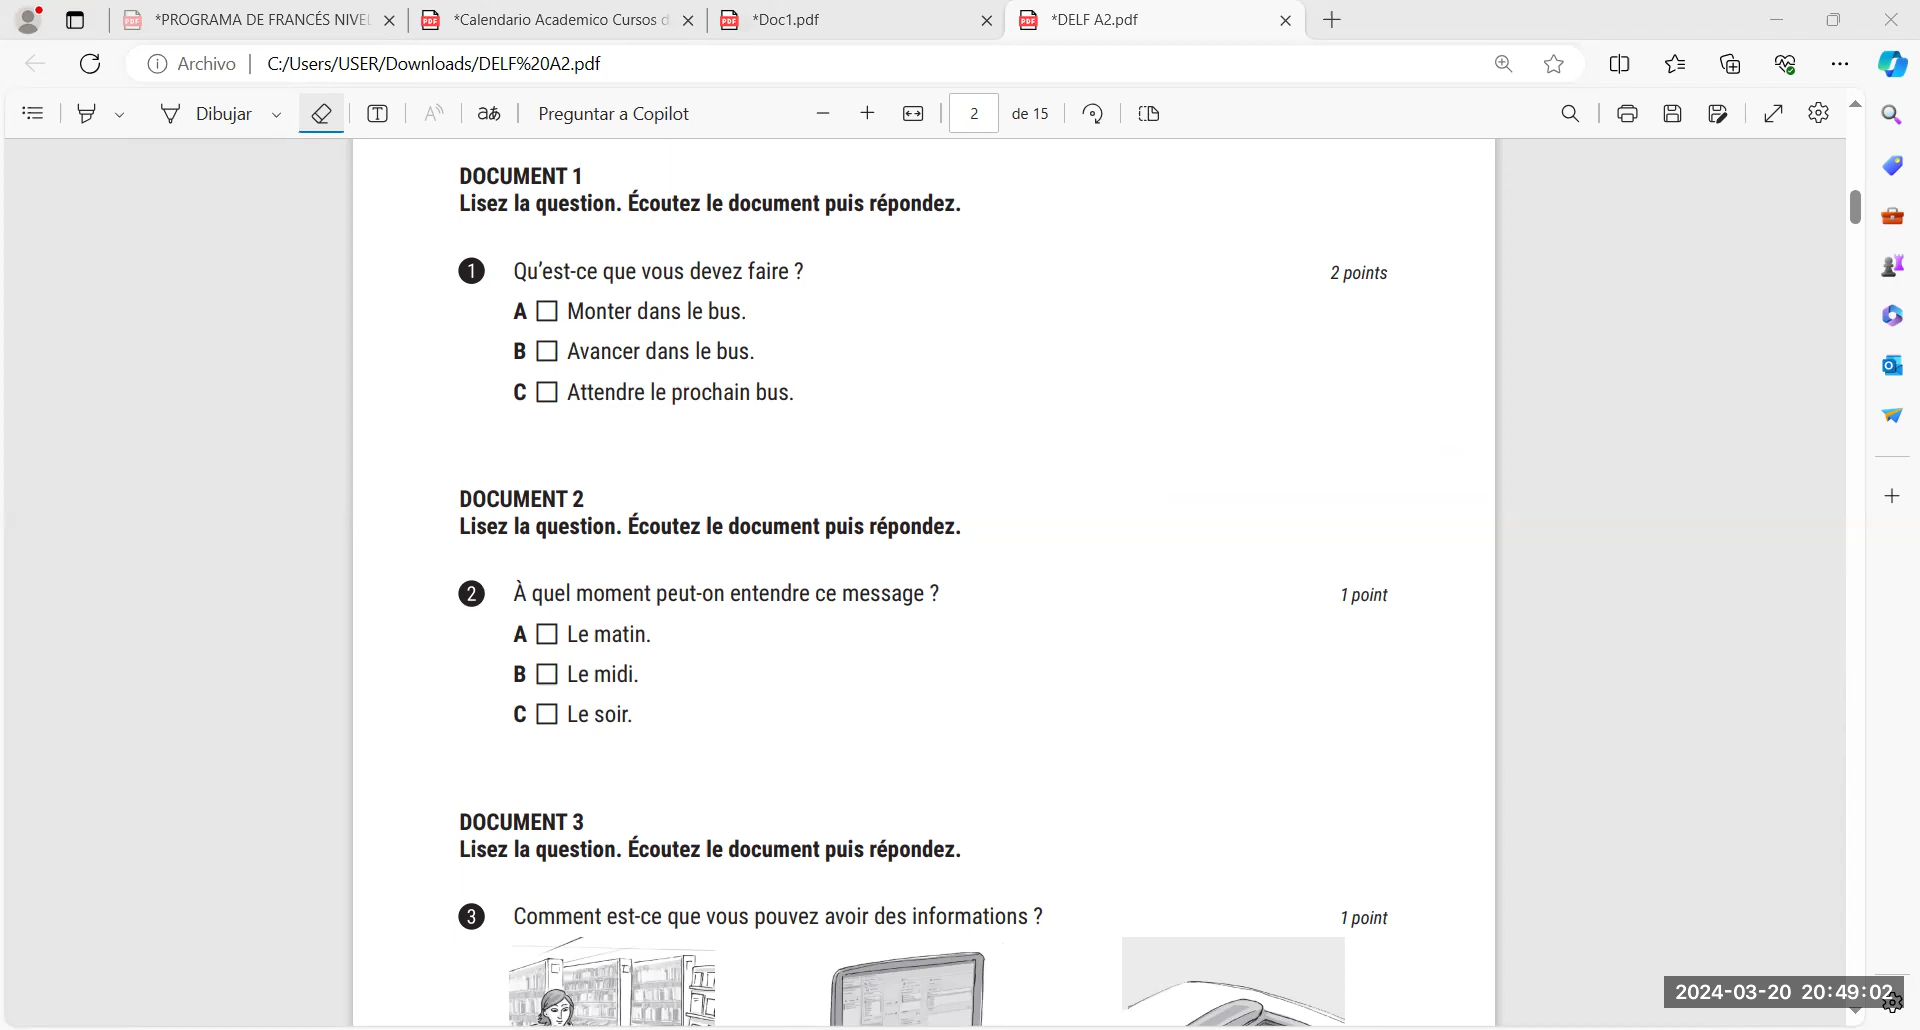 *PROGRAMA DE FRANCÉS NIVEL
*Calendario Academico Cursos d
*Doc1.pdf
*DELF A2.pdf
Archivo
C:/Users/USER/Downloads/DELF%20A2.pdf
Dibujar
aあ
Preguntar a Copilot
2
de 15
DOCUMENT 1
Lisez la question. Écoutez le document puis répondez.
1 Qu'est-ce que vous devez faire ? 2 points
A Monter dans le bus.
B Avancer dans le bus.
C Attendre le prochain bus.
DOCUMENT 2
Lisez la question. Écoutez le document puis répondez.
2 À quel moment peut-on entendre ce message ? 1 point
A Le matin.
B Le midi.
C Le soir.
DOCUMENT 3
Lisez la question. Écoutez le document puis répondez.
3 Comment est-ce que vous pouvez avoir des informations ? 1 point
2024-03-20 20:49:02